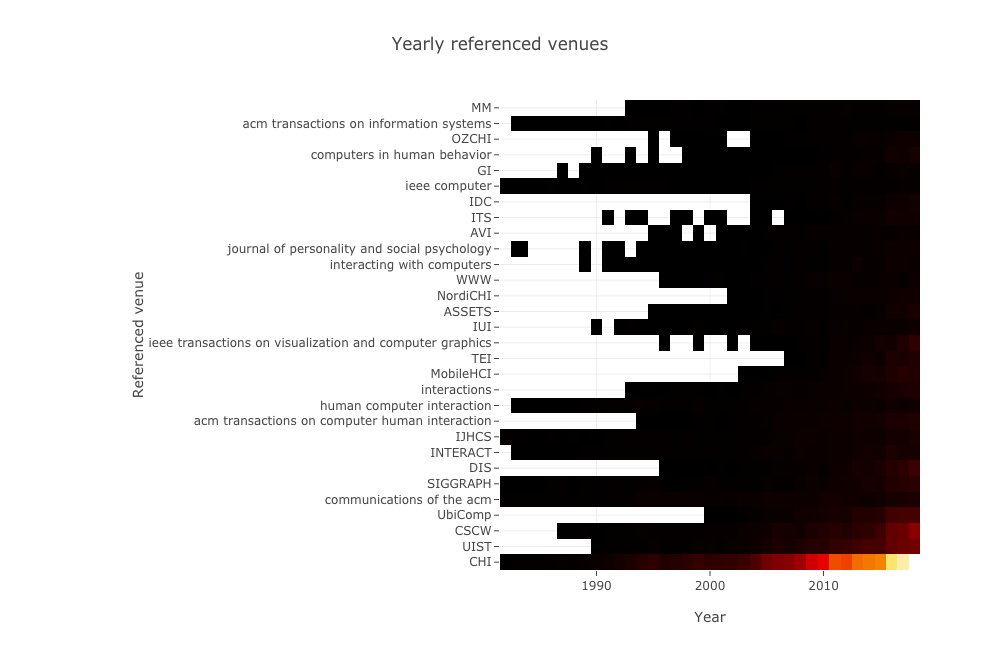 Yearly referenced venues
MM
acm transactions on information systems
OZCHI
computers in human behavior
GI
ieee computer
IDC
ITS
AVI
journal of personality and social psychology
interacting with computers
WWW
NordiCHI
ASSETS
IUI
ieee transactions on visualization and computer graphics
TEI
MobileHCI
interactions
human computer interaction
acm transactions on computer human interaction
IJHCS
INTERACT
DIS
SIGGRAPH
communications of the acm
UbiComp
CSCW
UIST
CHI
Referenced venue
1990
2000
2010
Year